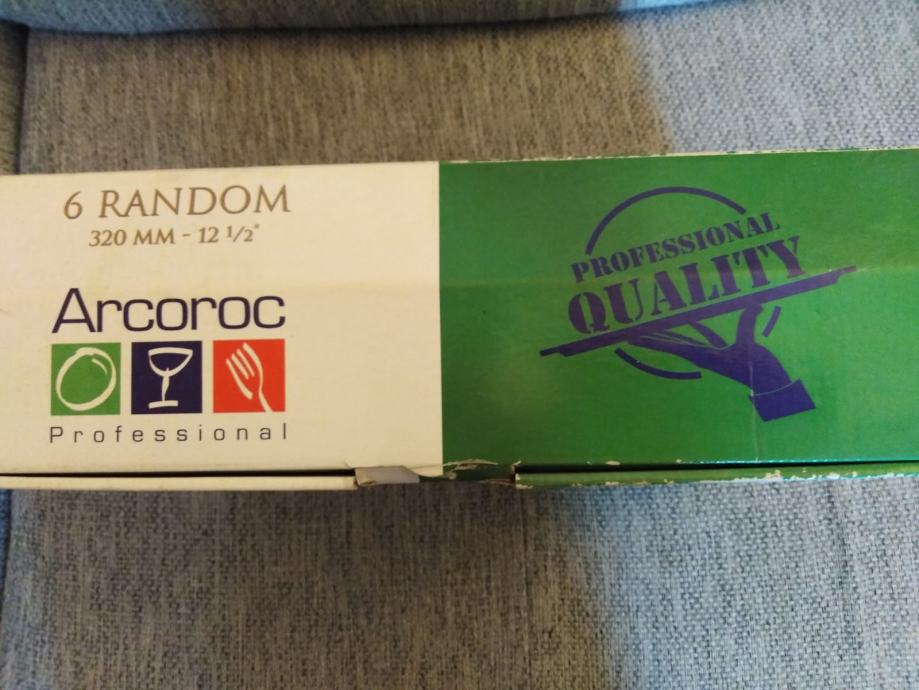 6 RANDOM
320 MM - 12 1/2"
Arcoroc
Professional
PROFESSIONAL
QUALITY